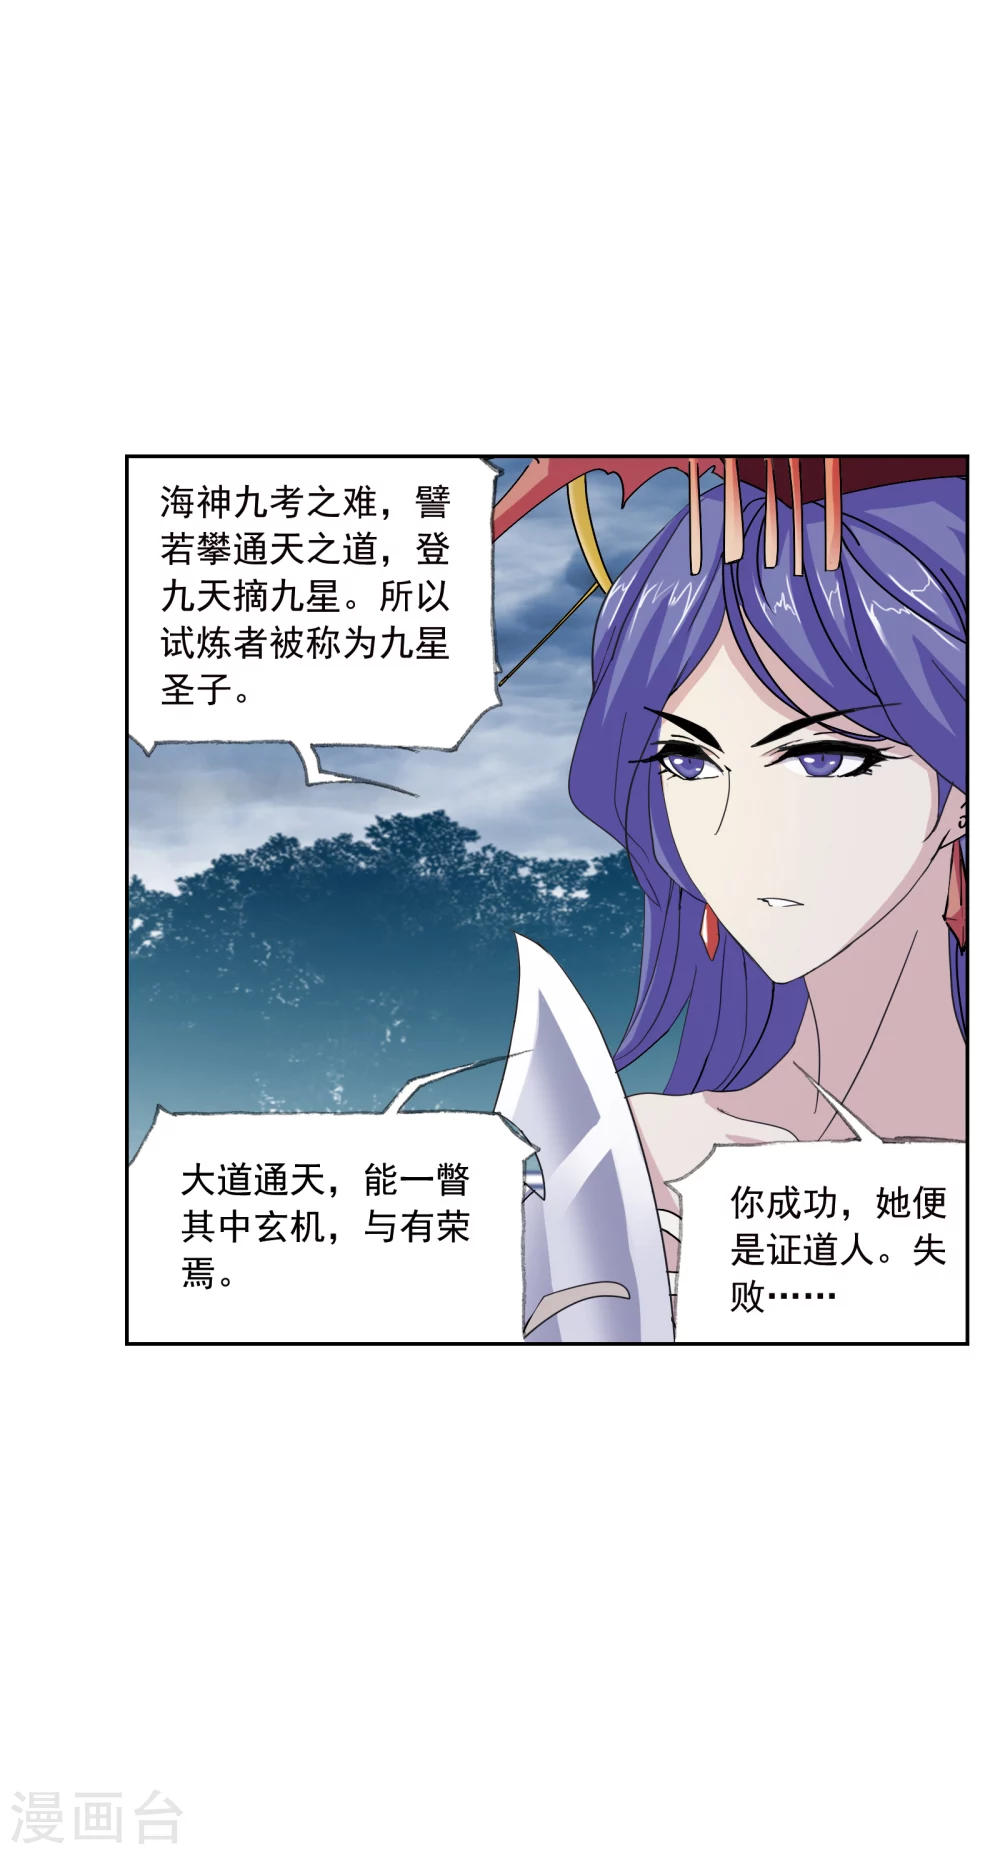 海神九考之难，譬
若攀通天之道，登
九天摘九星。所以
试炼者被称为九星
圣子。
大道通天，能一瞥
其中玄机，与有荣
焉。
你成功，她便
是证道人。失
败……
漫画台